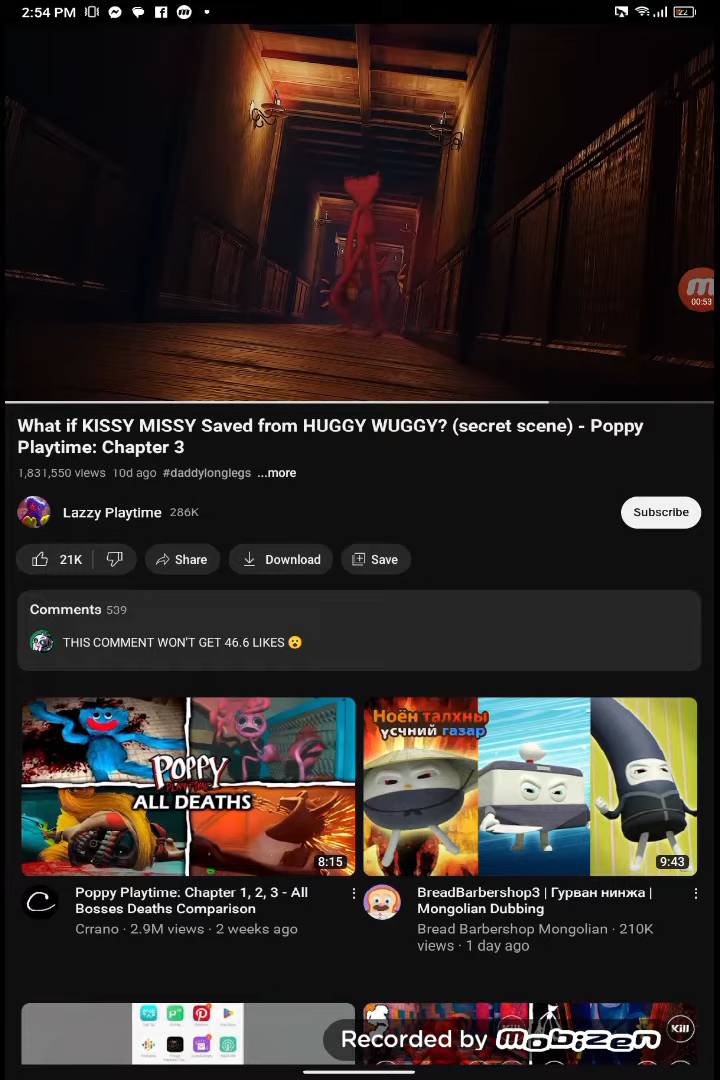 2:54 PM
22
00:53
What if KISSY MISSY Saved from HUGGY WUGGY? (secret scene) - Poppy
Playtime: Chapter 3
1,831,550 views 10d ago #daddylonglegs ...more
Lazzy Playtime 286K
Subscribe
21K
Share
Download
Save
Comments 539
THIS COMMENT WON'T GET 46.6 LIKES 😮
POPPY
PLAYTIME
ALL DEATHS
8:15
Ноён талхны
үсчний газар
9:43
Poppy Playtime: Chapter 1, 2, 3 - All
Bosses Deaths Comparison
Crrano · 2.9M views · 2 weeks ago
BreadBarbershop3 | Гурван нинжа |
Mongolian Dubbing
Bread Barbershop Mongolian · 210K
views · 1 day ago
Kill
Recorded by mobizen